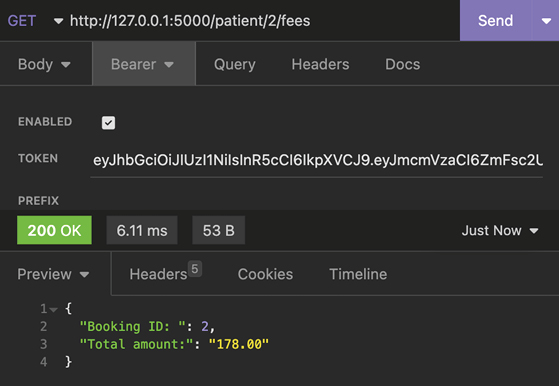 GET http://127.0.0.1:5000/patient/2/fees Send
Body Bearer Query Headers Docs
ENABLED
TOKEN eyJhbGciOiJIUzI1NiIsInR5cCI6IkpXVCJ9.eyJmcmVzaCI6ZmFsc2U
PREFIX
200 OK 6.11 ms 53 B Just Now
Preview Headers 5 Cookies Timeline
1 {
2 "Booking ID: ": 2,
3 "Total amount:": "178.00"
4 }